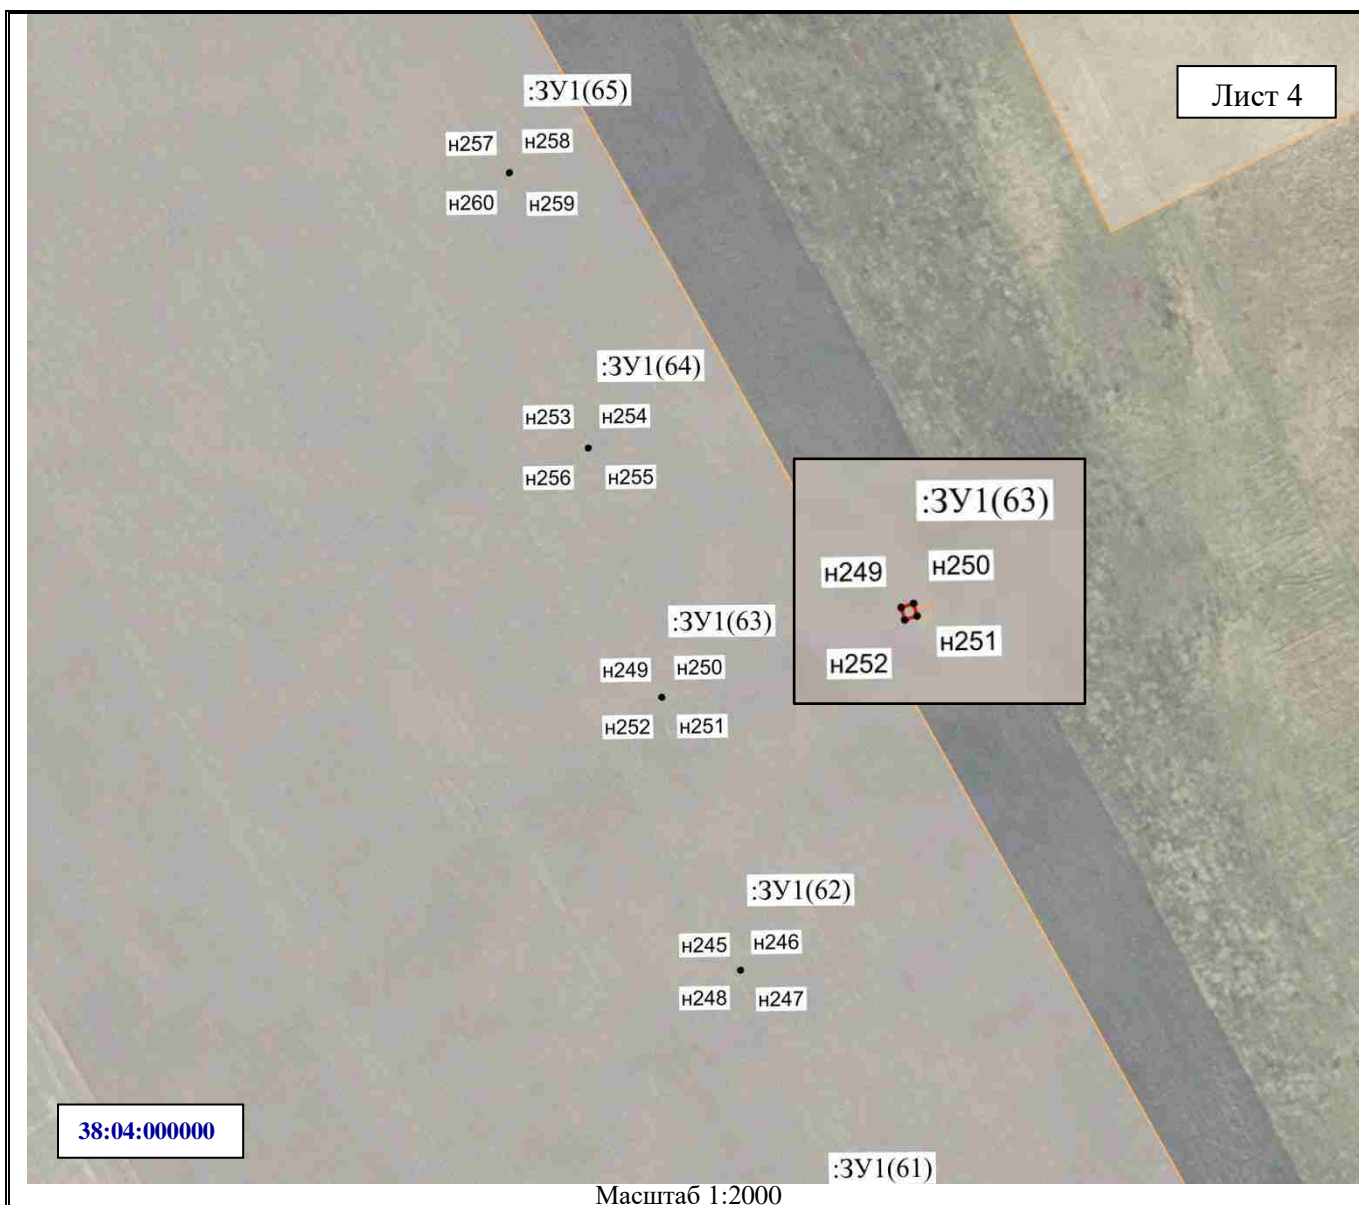 Лист 4
:ЗУ1(65)
н257 н258
н260 н259
:ЗУ1(64)
н253 н254
н256 н255
:ЗУ1(63)
н249 н250
н252 н251
:ЗУ1(63)
н249 н250
н252 н251
:ЗУ1(62)
н245 н246
н248 н247
38:04:000000
:ЗУ1(61)
Масштаб 1:2000